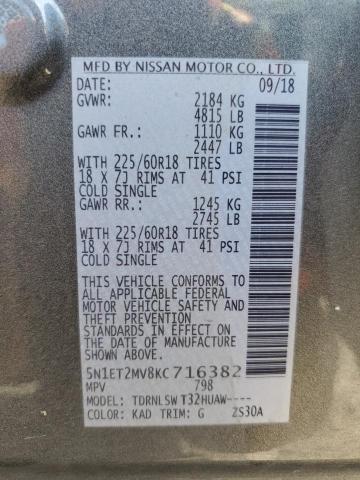 MFD BY NISSAN MOTOR CO., LTD.
DATE: 09/18
GVWR: 2184 KG
4815 LB
GAWR FR.: 1110 KG
2447 LB
WITH 225/60R18 TIRES
18 X 7J RIMS AT 41 PSI
COLD SINGLE
GAWR RR.: 1245 KG
2745 LB
WITH 225/60R18 TIRES
18 X 7J RIMS AT 41 PSI
COLD SINGLE
THIS VEHICLE CONFORMS TO
ALL APPLICABLE FEDERAL
MOTOR VEHICLE SAFETY AND
THEFT PREVENTION
STANDARDS IN EFFECT ON
THE DATE OF MANUFACTURE
SHOWN ABOVE.
5N1ET2MV8KC716382
MPV 798
MODEL: TDRNLSW T32HUAW----
COLOR: KAD TRIM: G 2S30A